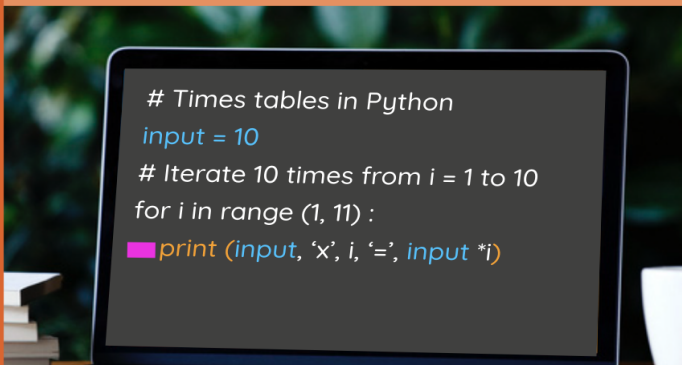 # Times tables in Python
input = 10
# Iterate 10 times from i = 1 to 10
for i in range (1, 11) :
print (input, ‘x’, i, ‘=’, input *i)